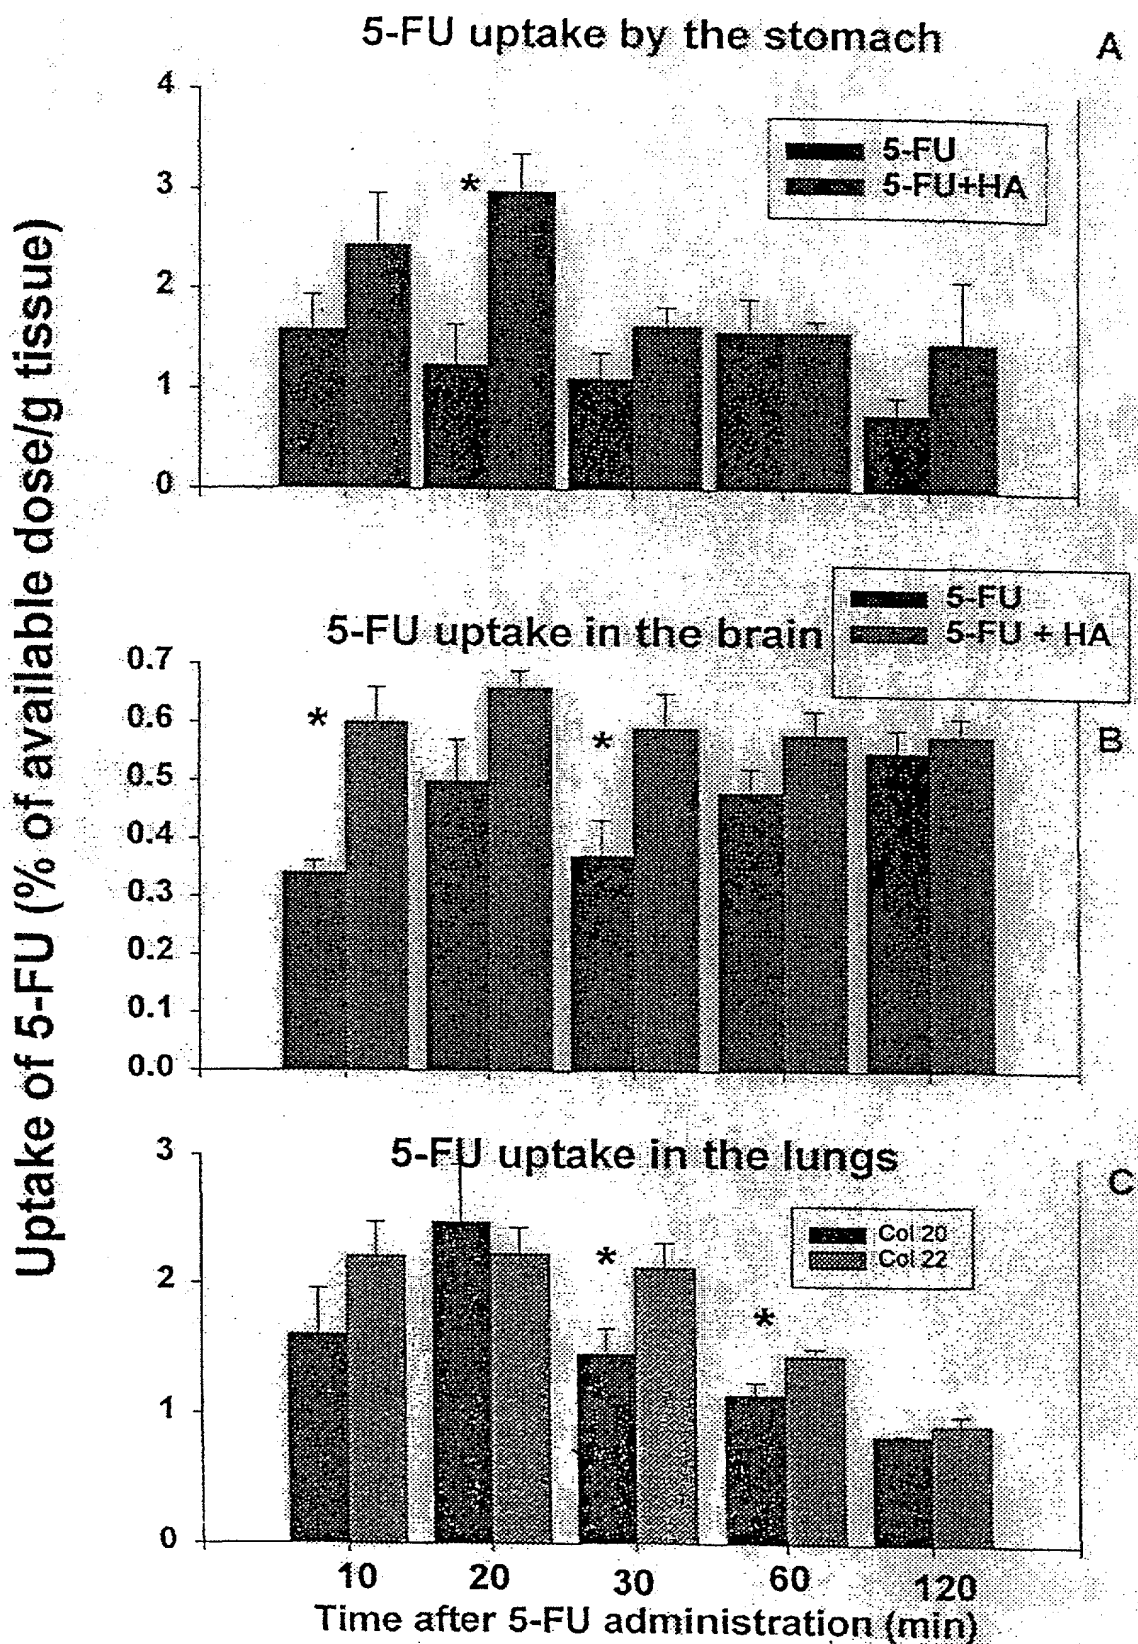 5-FU uptake by the stomach
A
4
3
2
1
0
5-FU
5-FU+HA
*
Uptake of 5-FU (% of available dose/g tissue)
5-FU uptake in the brain
5-FU
5-FU + HA
B
0.7
0.6
0.5
0.4
0.3
0.2
0.1
0.0
*
*
5-FU uptake in the lungs
C
3
2
1
0
Col 20
Col 22
*
*
10 20 30 60 120
Time after 5-FU administration (min)